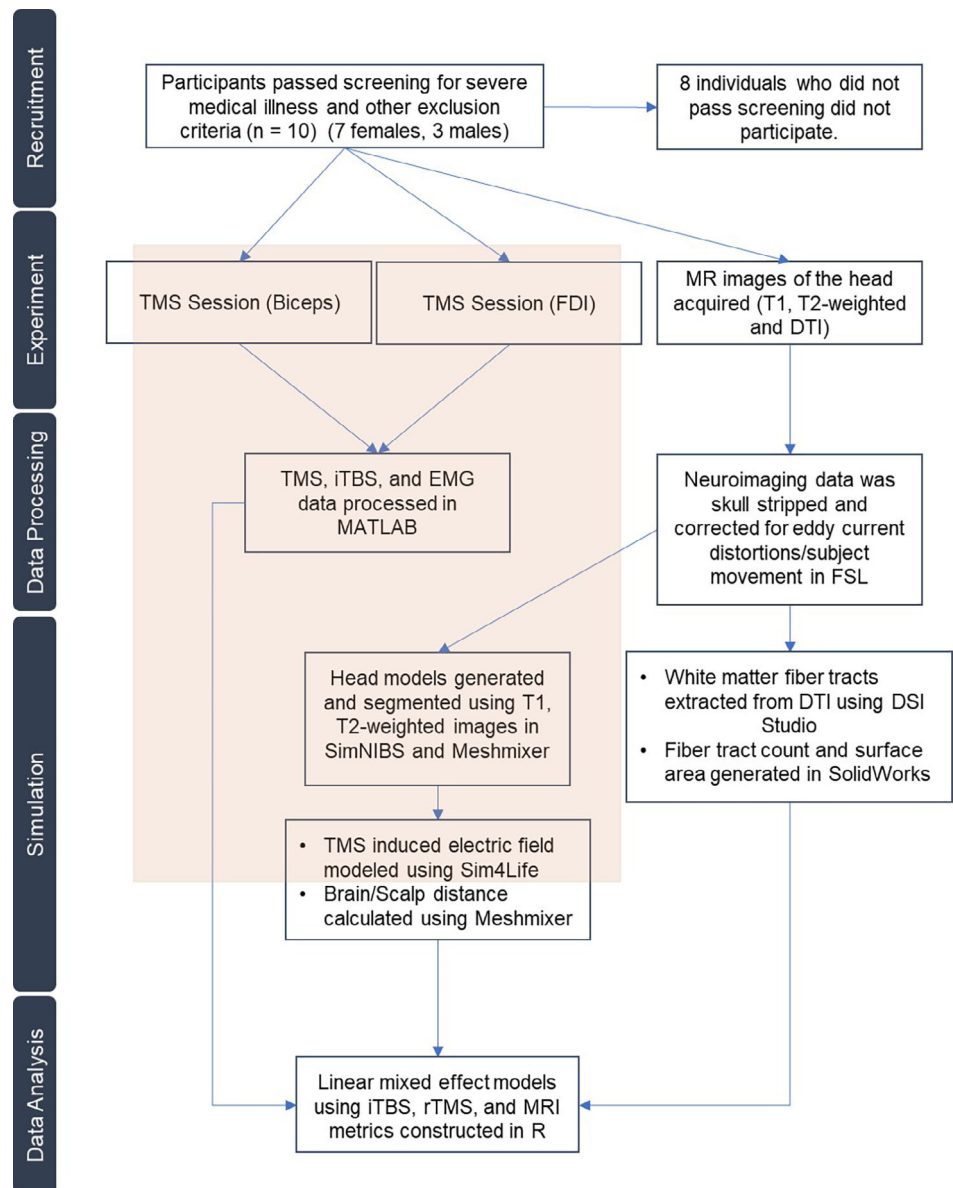 Recruitment
Participants passed screening for severe
medical illness and other exclusion
criteria (n = 10) (7 females, 3 males)
8 individuals who did not
pass screening did not
participate.
Experiment
TMS Session (Biceps)
TMS Session (FDI)
MR images of the head
acquired (T1, T2-weighted
and DTI)
Data Processing
TMS, iTBS, and EMG
data processed in
MATLAB
Neuroimaging data was
skull stripped and
corrected for eddy current
distortions/subject
movement in FSL
Simulation
Head models generated
and segmented using T1,
T2-weighted images in
SimNIBS and Meshmixer
• White matter fiber tracts
extracted from DTI using DSI
Studio
• Fiber tract count and surface
area generated in SolidWorks
• TMS induced electric field
modeled using Sim4Life
• Brain/Scalp distance
calculated using Meshmixer
Data Analysis
Linear mixed effect models
using iTBS, rTMS, and MRI
metrics constructed in R